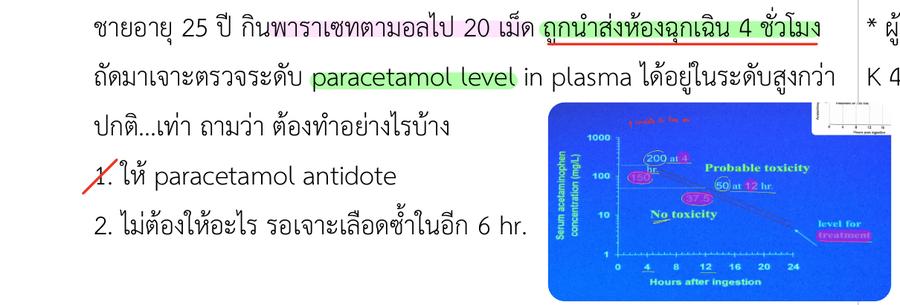 ชายอายุ 25 ปี กินพาราเซทตามอลไป 20 เม็ด ถูกนำส่งห้องฉุกเฉิน 4 ชั่วโมง
* ผู้
ถัดมาเจาะตรวจระดับ paracetamol level in plasma ได้อยู่ในระดับสูงกว่า
K 4
ปกติ...เท่า ถามว่า ต้องทำอย่างไรบ้าง
1. ให้ paracetamol antidote
2. ไม่ต้องให้อะไร รอเจาะเลือดซ้ำในอีก 6 hr.
Serum acetaminophen
concentration (mg/L)
1000
100
10
1
200 at 4
hr.
150
Probable toxicity
50 at 12 hr.
37.5
No toxicity
level for
treatment
0 4 8 12 16 20 24
Hours after ingestion